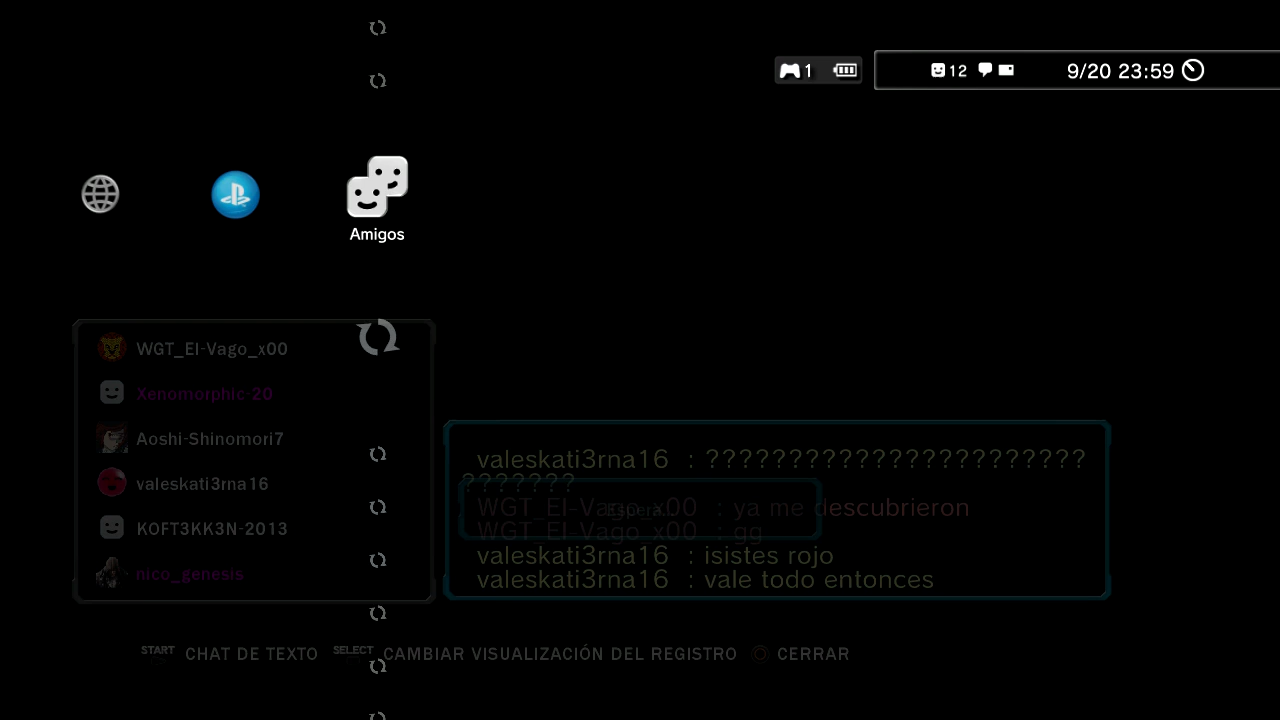 1
12
9/20 23:59
Amigos
WGT_El-Vago_x00
Xenomorphic-20
Aoshi-Shinomori7
valeskati3rna16
KOFT3KK3N-2013
nico_genesis
valeskati3rna16 : ???????????????????????
???????
WGT_El-Vago_x00 : ya me descubrieron
Espera.
WGT_El-Vago_x00 : gg
valeskati3rna16 : isistes rojo
valeskati3rna16 : vale todo entonces
START CHAT DE TEXTO SELECT CAMBIAR VISUALIZACIÓN DEL REGISTRO CERRAR